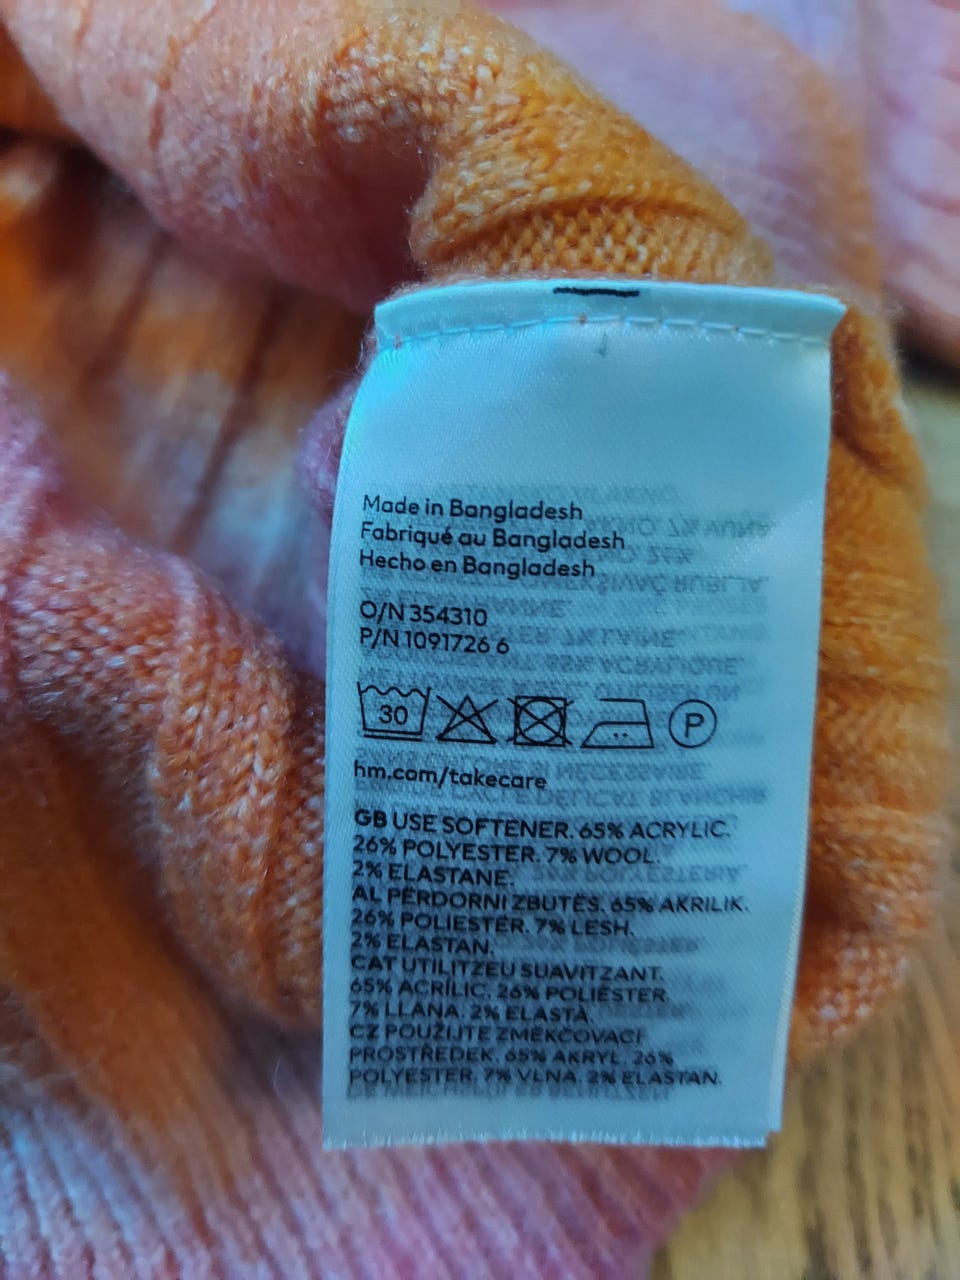 Made in Bangladesh
Fabriqué au Bangladesh
Hecho en Bangladesh
O/N 354310
P/N 1091726 6
30 P
hm.com/takecare
GB USE SOFTENER. 65% ACRYLIC.
26% POLYESTER. 7% WOOL.
2% ELASTANE.
AL PËRDORNI ZBUTËS. 65% AKRILIK.
26% POLIESTËR. 7% LESH.
2% ELASTAN.
CAT UTILITZEU SUAVITZANT.
65% ACRÍLIC. 26% POLIÈSTER.
7% LLANA. 2% ELASTÀ.
CZ POUŽIJTE ZMĚKČOVACÍ
PROSTŘEDEK. 65% AKRYL. 26%
POLYESTER. 7% VLNA. 2% ELASTAN.